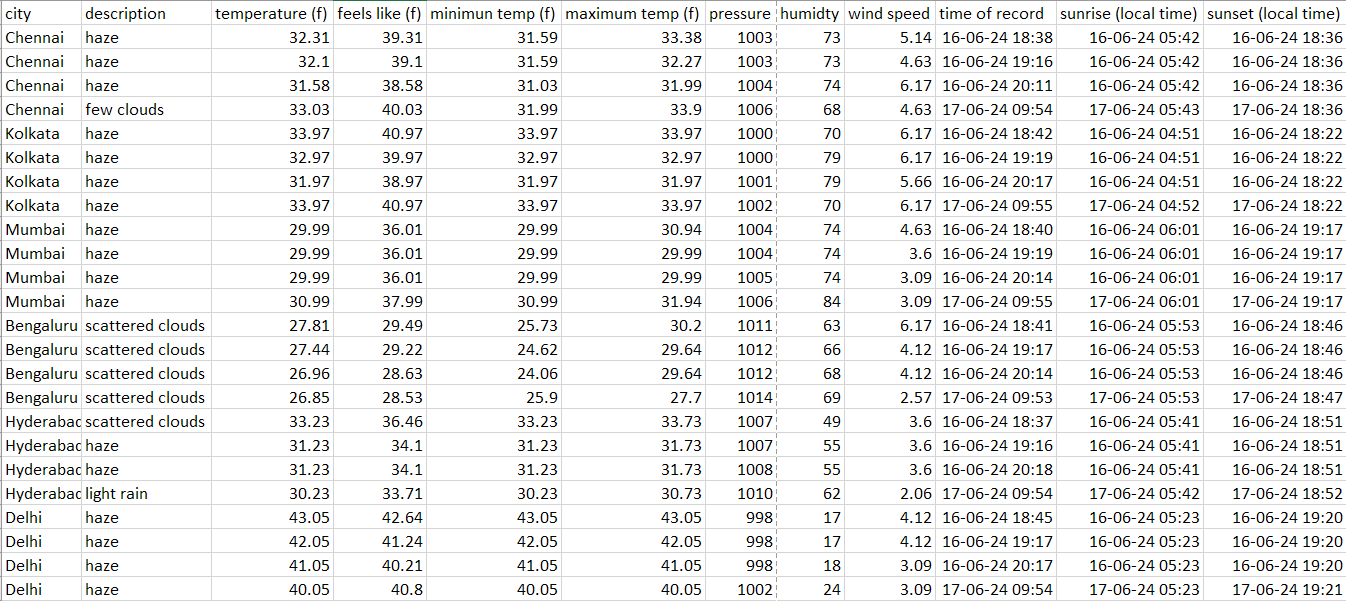 city description temperature (f) feels like (f) minimun temp (f) maximum temp (f) pressure humidty wind speed time of record sunrise (local time) sunset (local time)
Chennai haze 32.31 39.31 31.59 33.38 1003 73 5.14 16-06-24 18:38 16-06-24 05:42 16-06-24 18:36
Chennai haze 32.1 39.1 31.59 32.27 1003 73 4.63 16-06-24 19:16 16-06-24 05:42 16-06-24 18:36
Chennai haze 31.58 38.58 31.03 31.99 1004 74 6.17 16-06-24 20:11 16-06-24 05:42 16-06-24 18:36
Chennai few clouds 33.03 40.03 31.99 33.9 1006 68 4.63 17-06-24 09:54 17-06-24 05:43 17-06-24 18:36
Kolkata haze 33.97 40.97 33.97 33.97 1000 70 6.17 16-06-24 18:42 16-06-24 04:51 16-06-24 18:22
Kolkata haze 32.97 39.97 32.97 32.97 1000 79 6.17 16-06-24 19:19 16-06-24 04:51 16-06-24 18:22
Kolkata haze 31.97 38.97 31.97 31.97 1001 79 5.66 16-06-24 20:17 16-06-24 04:51 16-06-24 18:22
Kolkata haze 33.97 40.97 33.97 33.97 1002 70 6.17 17-06-24 09:55 17-06-24 04:52 17-06-24 18:22
Mumbai haze 29.99 36.01 29.99 30.94 1004 74 4.63 16-06-24 18:40 16-06-24 06:01 16-06-24 19:17
Mumbai haze 29.99 36.01 29.99 29.99 1004 74 3.6 16-06-24 19:19 16-06-24 06:01 16-06-24 19:17
Mumbai haze 29.99 36.01 29.99 29.99 1005 74 3.09 16-06-24 20:14 16-06-24 06:01 16-06-24 19:17
Mumbai haze 30.99 37.99 30.99 31.94 1006 84 3.09 17-06-24 09:55 17-06-24 06:01 17-06-24 19:17
Bengaluru scattered clouds 27.81 29.49 25.73 30.2 1011 63 6.17 16-06-24 18:41 16-06-24 05:53 16-06-24 18:46
Bengaluru scattered clouds 27.44 29.22 24.62 29.64 1012 66 4.12 16-06-24 19:17 16-06-24 05:53 16-06-24 18:46
Bengaluru scattered clouds 26.96 28.63 24.06 29.64 1012 68 4.12 16-06-24 20:14 16-06-24 05:53 16-06-24 18:46
Bengaluru scattered clouds 26.85 28.53 25.9 27.7 1014 69 2.57 17-06-24 09:53 17-06-24 05:53 17-06-24 18:47
Hyderabad scattered clouds 33.23 36.46 33.23 33.73 1007 49 3.6 16-06-24 18:37 16-06-24 05:41 16-06-24 18:51
Hyderabad haze 31.23 34.1 31.23 31.73 1007 55 3.6 16-06-24 19:16 16-06-24 05:41 16-06-24 18:51
Hyderabad haze 31.23 34.1 31.23 31.73 1008 55 3.6 16-06-24 20:18 16-06-24 05:41 16-06-24 18:51
Hyderabad light rain 30.23 33.71 30.23 30.73 1010 62 2.06 17-06-24 09:54 17-06-24 05:42 17-06-24 18:52
Delhi haze 43.05 42.64 43.05 43.05 998 17 4.12 16-06-24 18:45 16-06-24 05:23 16-06-24 19:20
Delhi haze 42.05 41.24 42.05 42.05 998 17 4.12 16-06-24 19:17 16-06-24 05:23 16-06-24 19:20
Delhi haze 41.05 40.21 41.05 41.05 998 18 3.09 16-06-24 20:17 16-06-24 05:23 16-06-24 19:20
Delhi haze 40.05 40.8 40.05 40.05 1002 24 3.09 17-06-24 09:54 17-06-24 05:23 17-06-24 19:21